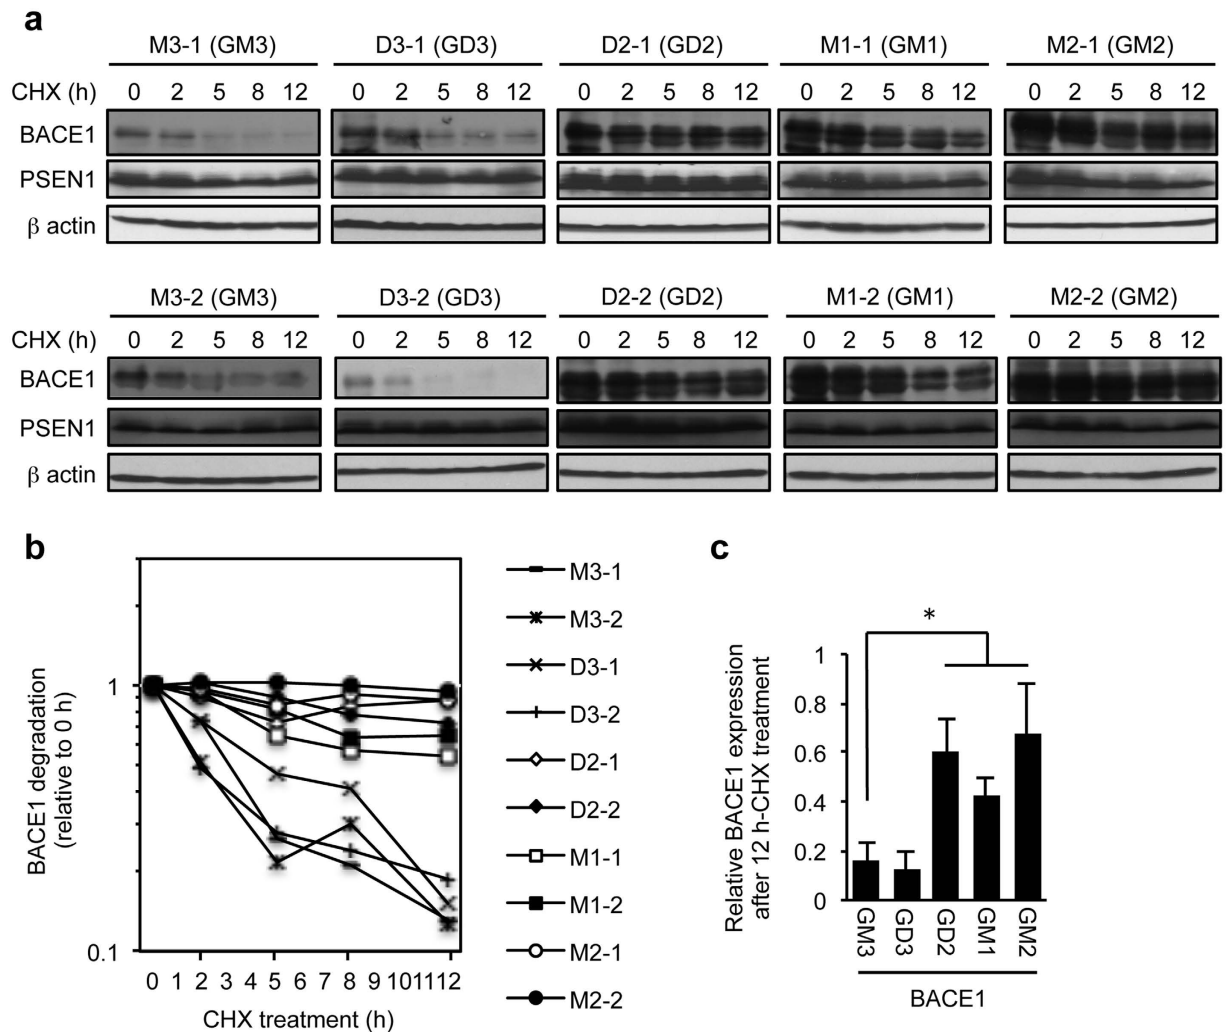 a
M3-1 (GM3) D3-1 (GD3) D2-1 (GD2) M1-1 (GM1) M2-1 (GM2)
CHX (h) 0 2 5 8 12 0 2 5 8 12 0 2 5 8 12 0 2 5 8 12 0 2 5 8 12
BACE1
PSEN1
β actin
M3-2 (GM3) D3-2 (GD3) D2-2 (GD2) M1-2 (GM1) M2-2 (GM2)
CHX (h) 0 2 5 8 12 0 2 5 8 12 0 2 5 8 12 0 2 5 8 12 0 2 5 8 12
BACE1
PSEN1
β actin
b
BACE1 degradation
(relative to 0 h)
1
0.1
0 1 2 3 4 5 6 7 8 9 10 11 12
CHX treatment (h)
M3-1
M3-2
D3-1
D3-2
D2-1
D2-2
M1-1
M1-2
M2-1
M2-2
c
Relative BACE1 expression
after 12 h-CHX treatment
*
1
0.8
0.6
0.4
0.2
0
GM3 GD3 GD2 GM1 GM2
BACE1